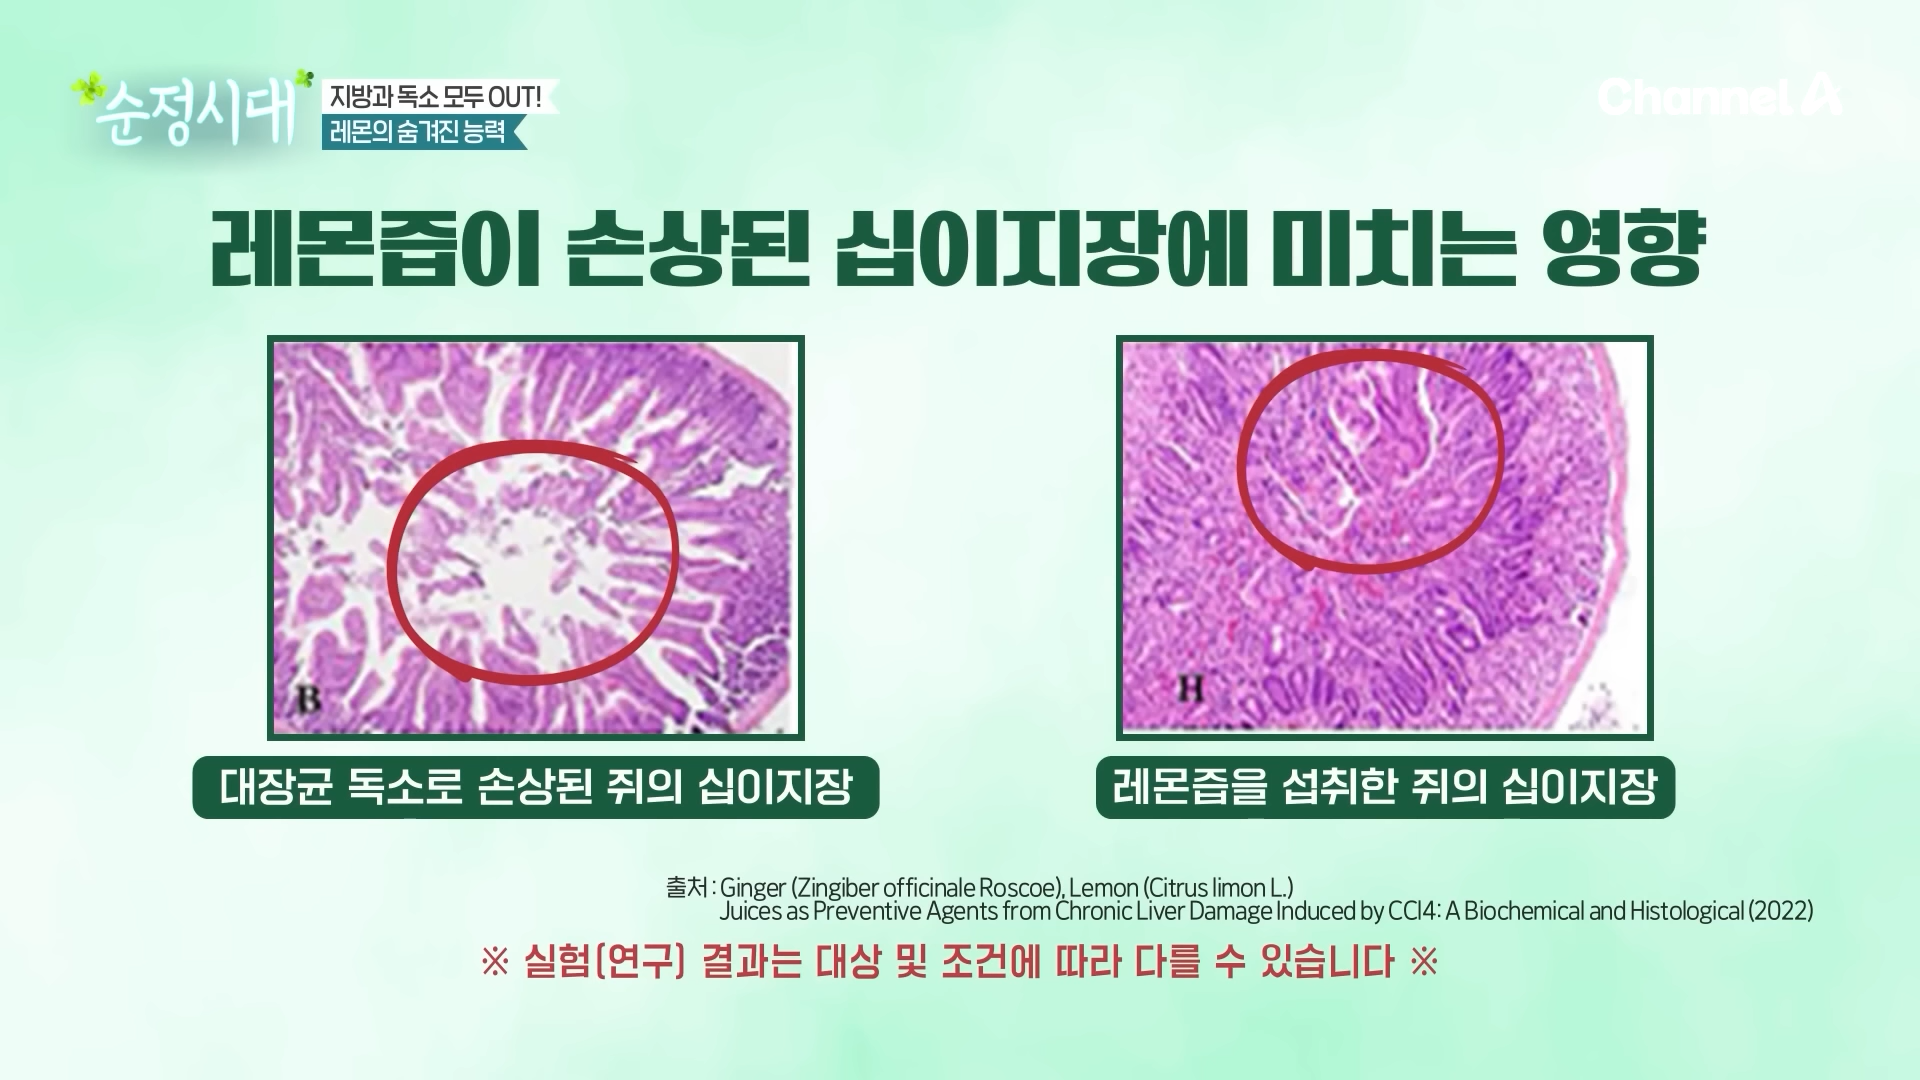 순정시대
지방과 독소 모두 OUT!
레몬의 숨겨진 능력
Channel A
레몬즙이 손상된 십이지장에 미치는 영향
B
H
대장균 독소로 손상된 쥐의 십이지장
레몬즙을 섭취한 쥐의 십이지장
출처 : Ginger (Zingiber officinale Roscoe), Lemon (Citrus limon L.)
Juices as Preventive Agents from Chronic Liver Damage Induced by CCl4: A Biochemical and Histological (2022)
※ 실험(연구) 결과는 대상 및 조건에 따라 다를 수 있습니다 ※